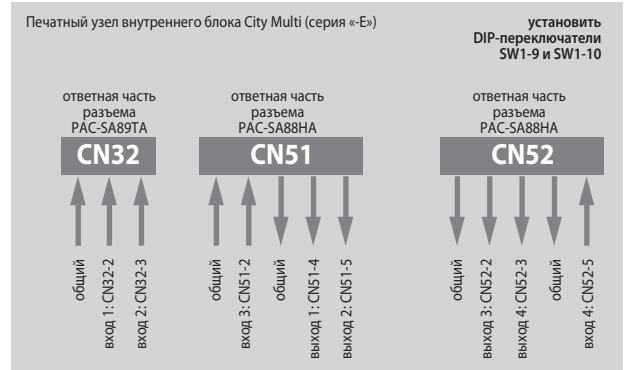 Печатный узел внутреннего блока City Multi (серия «-E»)
установить
DIP-переключатели
SW1-9 и SW1-10
ответная часть
разъема
PAC-SA89TA
CN32
общий
вход 1: CN32-2
вход 2: CN32-3
ответная часть
разъема
PAC-SA88HA
CN51
общий
вход 3: CN51-2
общий
выход 1: CN51-4
выход 2: CN51-5
ответная часть
разъема
PAC-SA88HA
CN52
общий
выход 3: CN52-2
выход 4: CN52-3
общий
вход 4: CN52-5